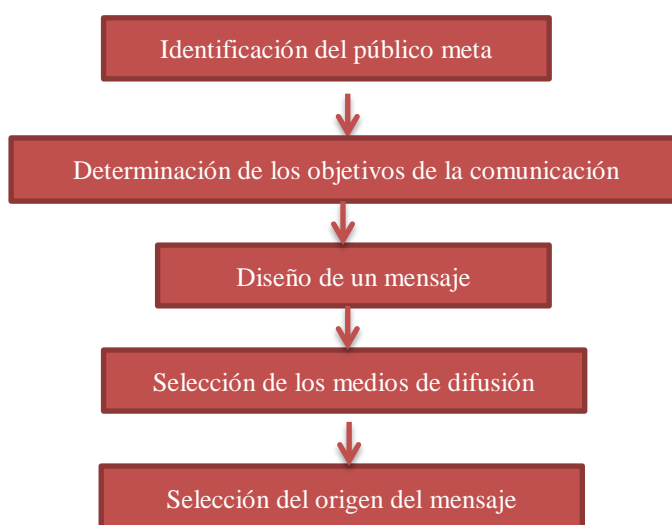 Identificación del público meta
Determinación de los objetivos de la comunicación
Diseño de un mensaje
Selección de los medios de difusión
Selección del origen del mensaje